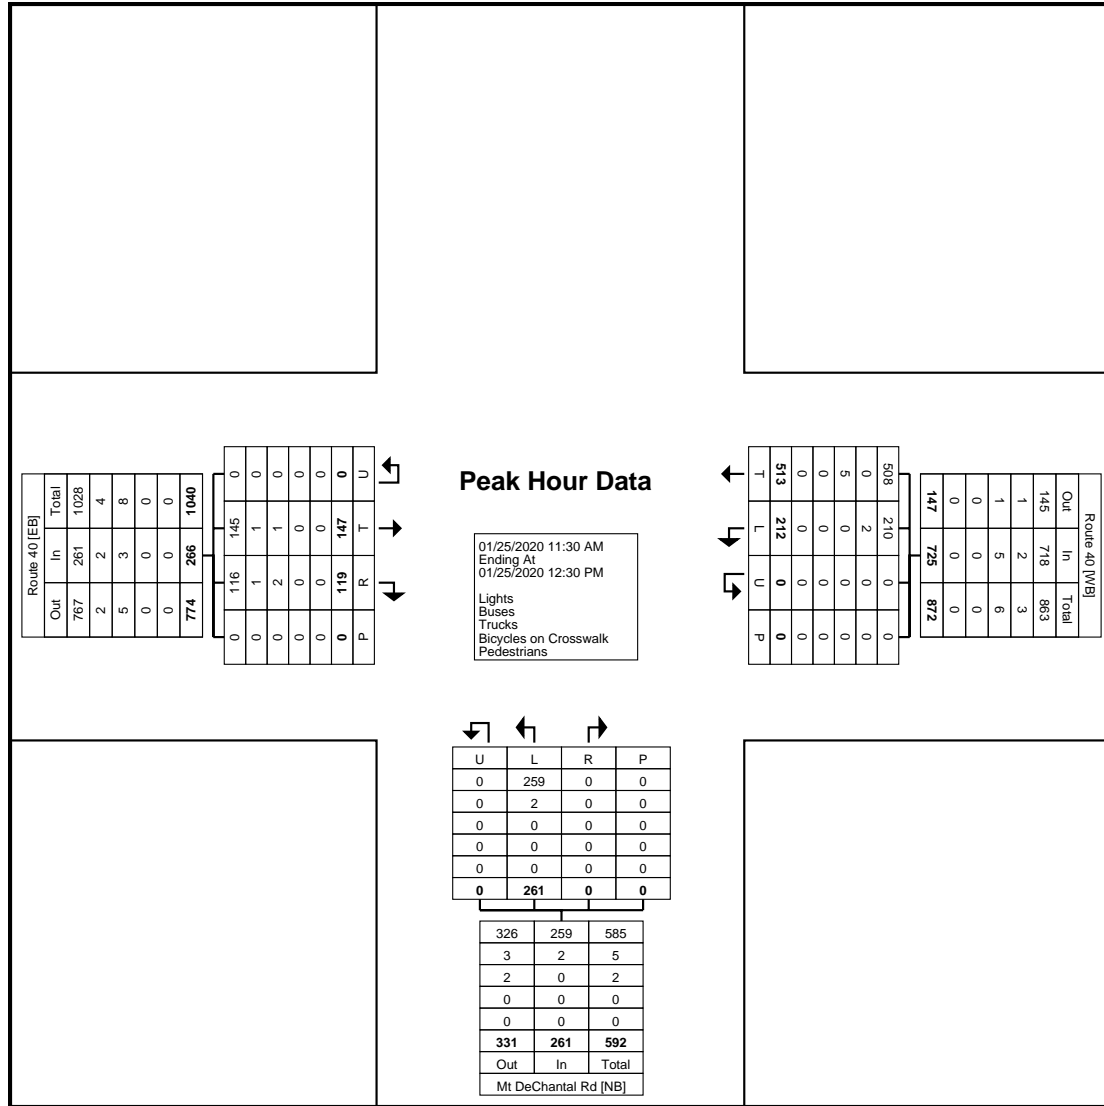 Route 40 [EB]
Out In Total
767 261 1028
2 2 4
5 3 8
0 0 0
0 0 0
774 266 1040
0 116 145 0
0 1 1 0
0 2 1 0
0 0 0 0
0 0 0 0
0 119 147 0
P R T U
Peak Hour Data
01/25/2020 11:30 AM
Ending At
01/25/2020 12:30 PM
Lights
Buses
Trucks
Bicycles on Crosswalk
Pedestrians
Route 40 [WB]
Out In Total
145 718 863
1 2 3
1 5 6
0 0 0
0 0 0
147 725 872
508 210 0 0
0 2 0 0
5 0 0 0
0 0 0 0
0 0 0 0
513 212 0 0
T L U P
U L R P
0 259 0 0
0 2 0 0
0 0 0 0
0 0 0 0
0 0 0 0
0 261 0 0
326 259 585
3 2 5
2 0 2
0 0 0
0 0 0
331 261 592
Out In Total
Mt DeChantal Rd [NB]